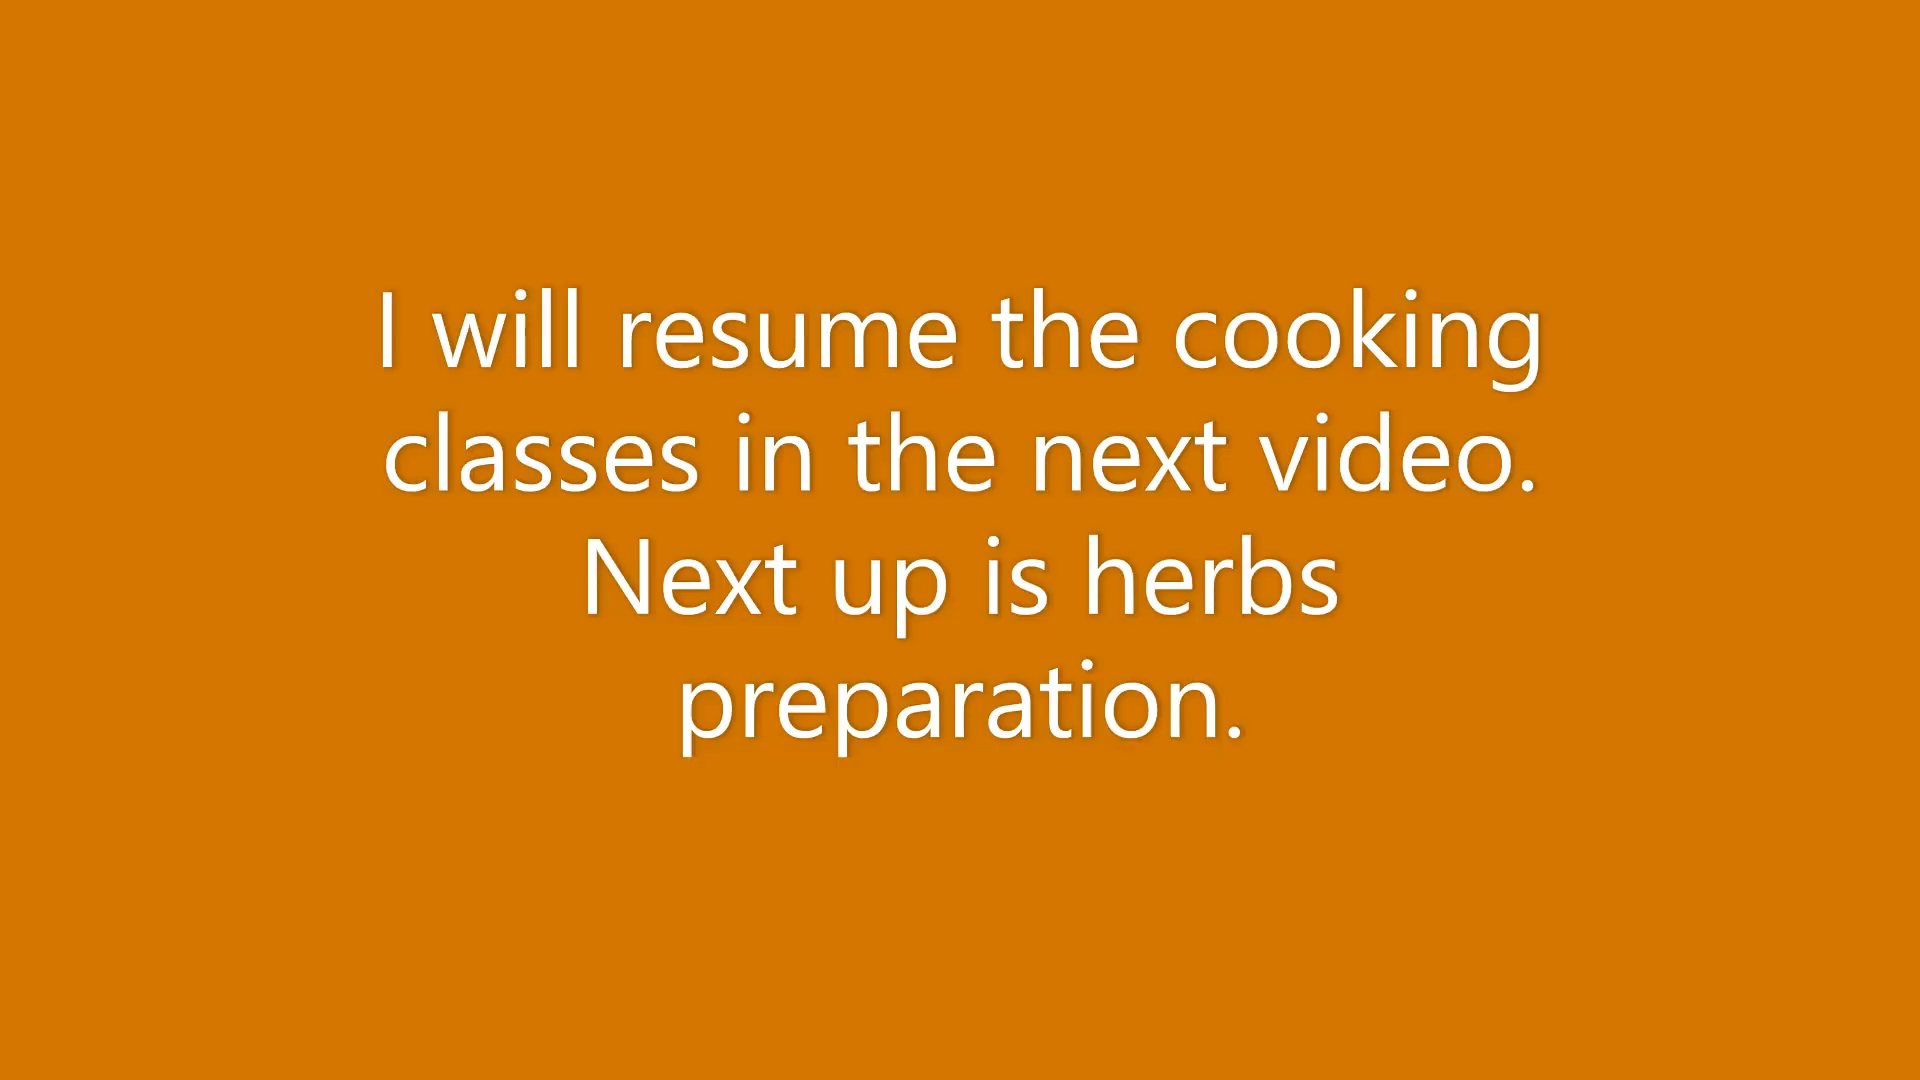 I will resume the cooking
classes in the next video.
Next up is herbs
preparation.